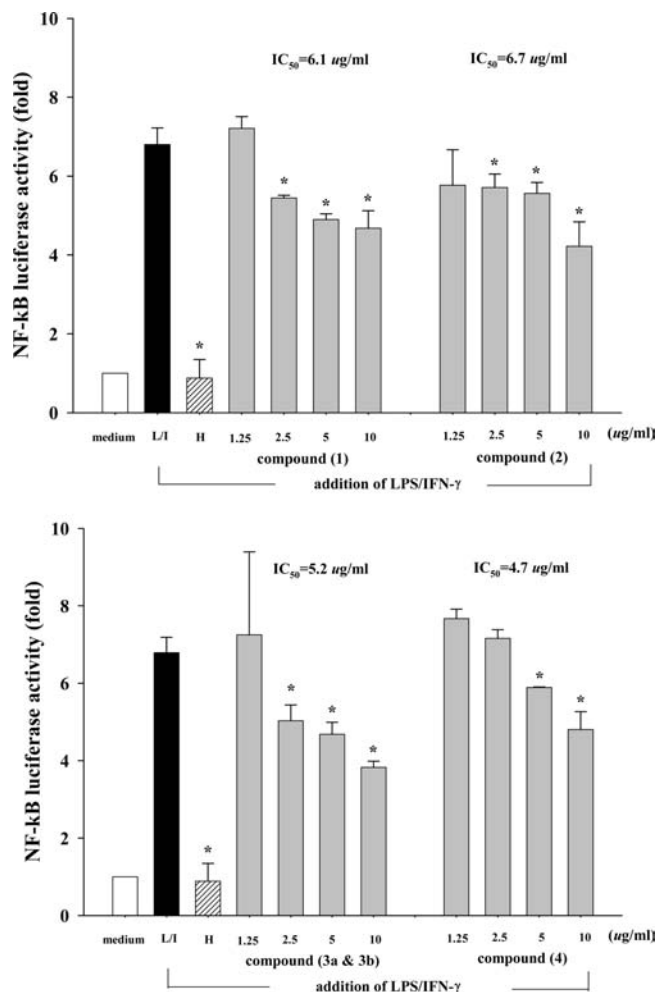 IC50=6.1 ug/ml IC50=6.7 ug/ml
NF-kB luciferase activity (fold)
10
8
6
4
2
0
* * * * * * *
medium L/I H 1.25 2.5 5 10 1.25 2.5 5 10 (ug/ml)
compound (1) compound (2)
addition of LPS/IFN-γ
IC50=5.2 ug/ml IC50=4.7 ug/ml
NF-kB luciferase activity (fold)
10
8
6
4
2
0
* * * * * *
medium L/I H 1.25 2.5 5 10 1.25 2.5 5 10 (ug/ml)
compound (3a & 3b) compound (4)
addition of LPS/IFN-γ